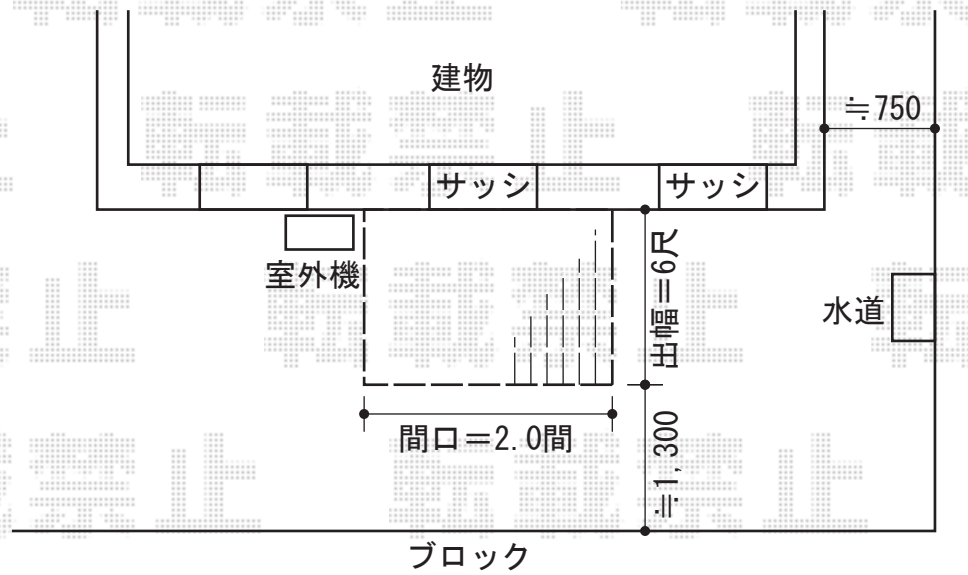 建物
≒750
サッシ
サッシ
室外機
出幅＝6尺
水道
間口＝2.0間
≒1,300
ブロック